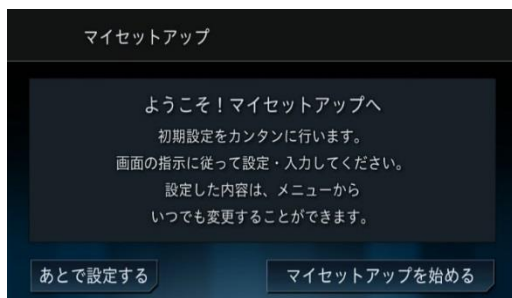 マイセットアップ
ようこそ！マイセットアップへ
初期設定をカンタンに行います。
画面の指示に従って設定・入力してください。
設定した内容は、メニューから
いつでも変更することができます。
あとで設定する
マイセットアップを始める